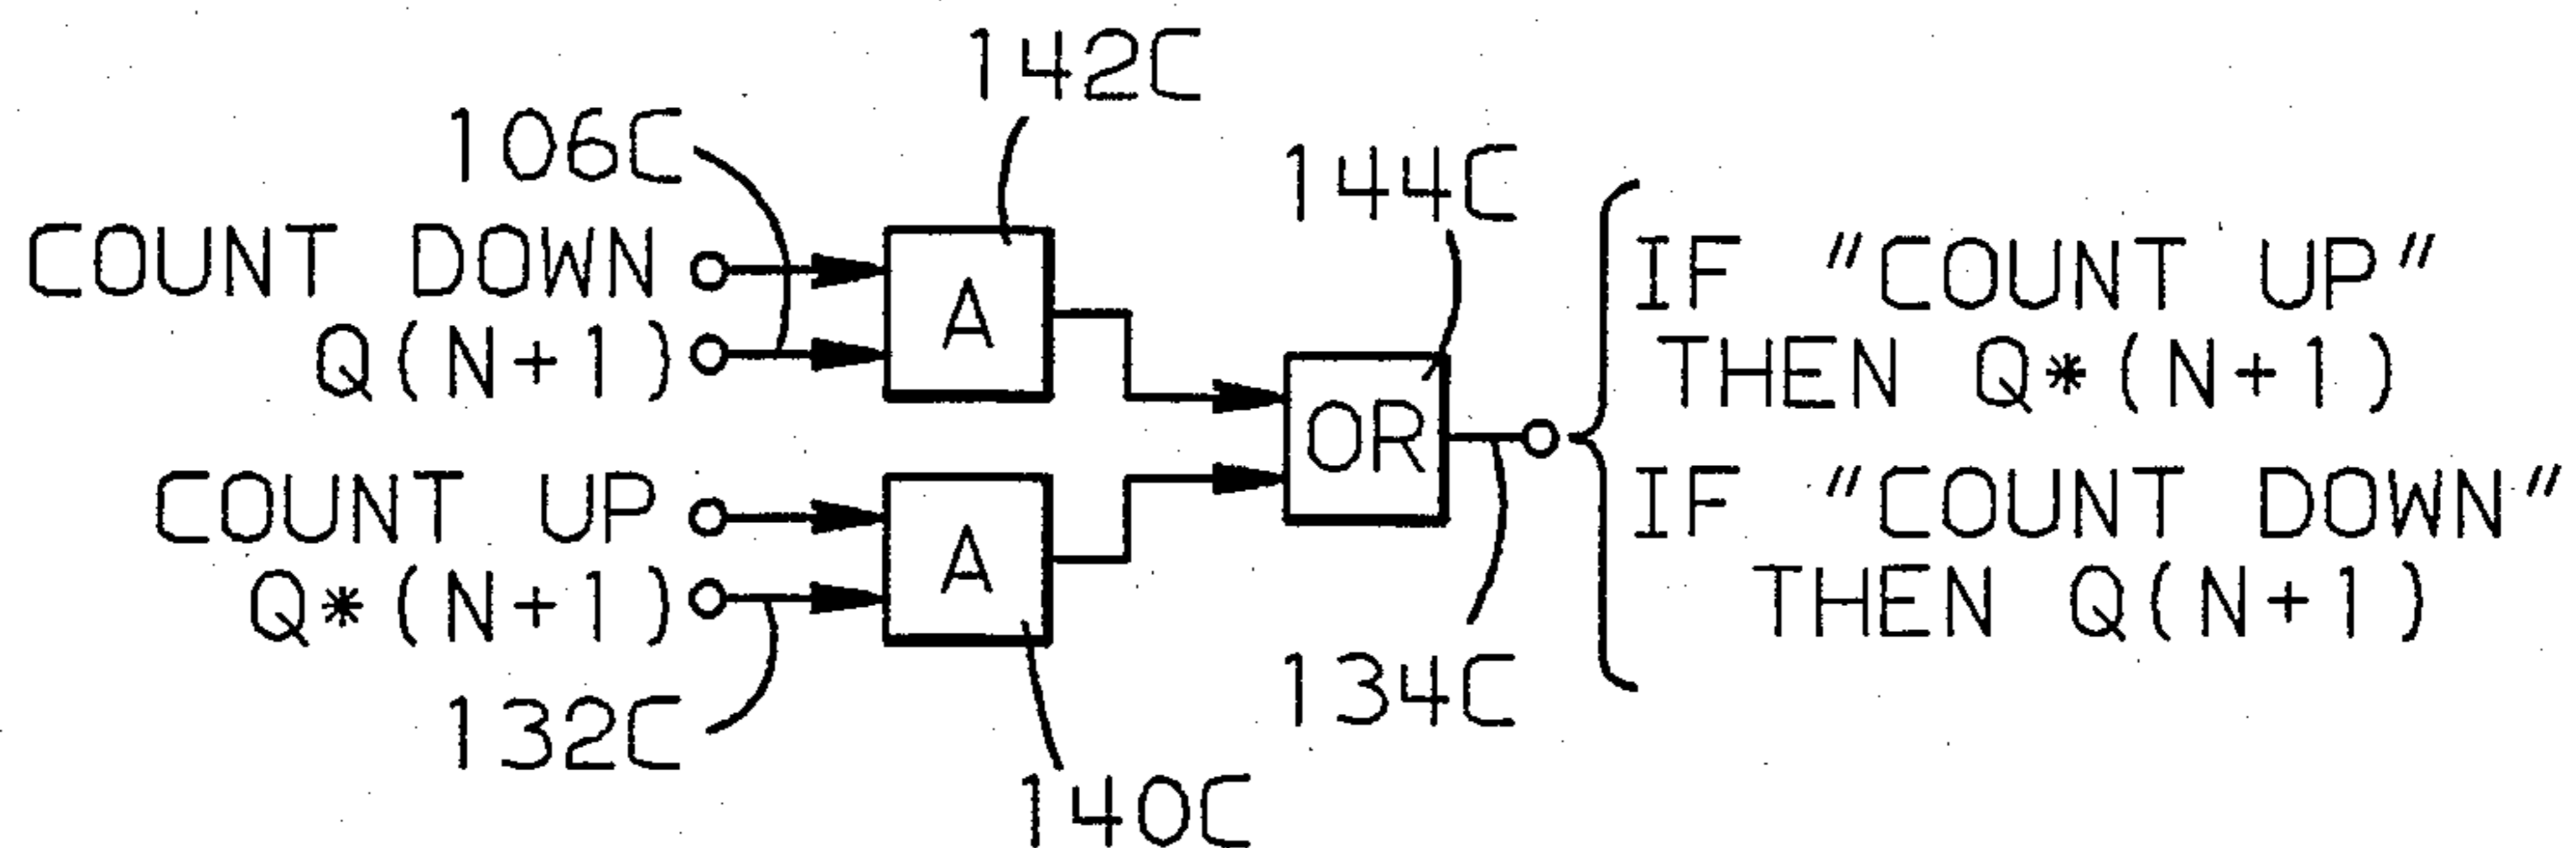 142C
106C
144C
COUNT DOWN
Q(N+1)
A
COUNT UP
Q*(N+1)
A
OR
IF "COUNT UP"
THEN Q*(N+1)
IF "COUNT DOWN"
THEN Q(N+1)
132C
134C
140C